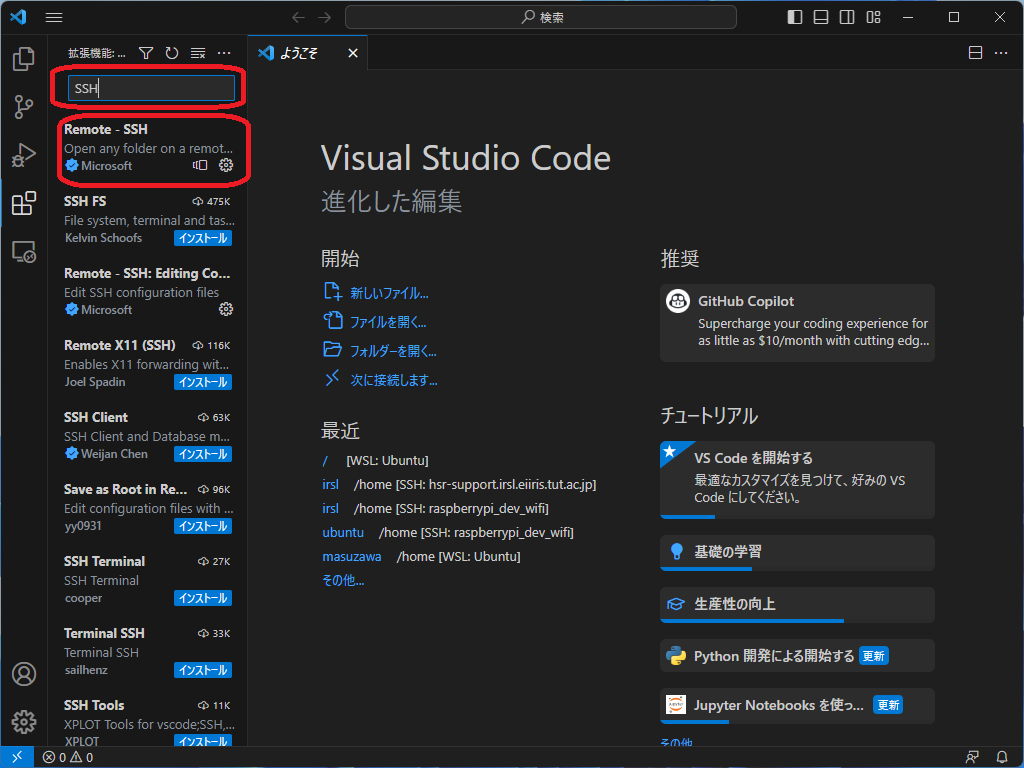 検索
拡張機能: ...
ようこそ
SSH
Remote - SSH
Open any folder on a remot...
Microsoft
SSH FS 475K
File system, terminal and tas...
Kelvin Schoofs インストール
Remote - SSH: Editing Co...
Edit SSH configuration files
Microsoft
Remote X11 (SSH) 116K
Enables X11 forwarding wit...
Joel Spadin インストール
SSH Client 63K
SSH Client and Database m...
Weijan Chen インストール
Save as Root in Re... 96K
Edit configuration files with ...
yy0931 インストール
SSH Terminal 27K
SSH Terminal
cooper インストール
Terminal SSH 33K
Terminal SSH
sailhenz インストール
SSH Tools 11K
XPLOT Tools for vscode;SSH,...
XPLOT インストール
Visual Studio Code
進化した編集
開始
新しいファイル...
ファイルを開く...
フォルダーを開く...
次に接続します...
最近
/ [WSL: Ubuntu]
irsl /home [SSH: hsr-support.irsl.eiiris.tut.ac.jp]
irsl /home [SSH: raspberrypi_dev_wifi]
ubuntu /home [SSH: raspberrypi_dev_wifi]
masuzawa /home [WSL: Ubuntu]
その他...
推奨
GitHub Copilot
Supercharge your coding experience for
as little as $10/month with cutting edg...
チュートリアル
VS Code を開始する
最適なカスタマイズを見つけて、好みの VS
Code にしてください。
基礎の学習
生産性の向上
Python 開発による開始する 更新
Jupyter Notebooks を使っ... 更新
その他
0 0